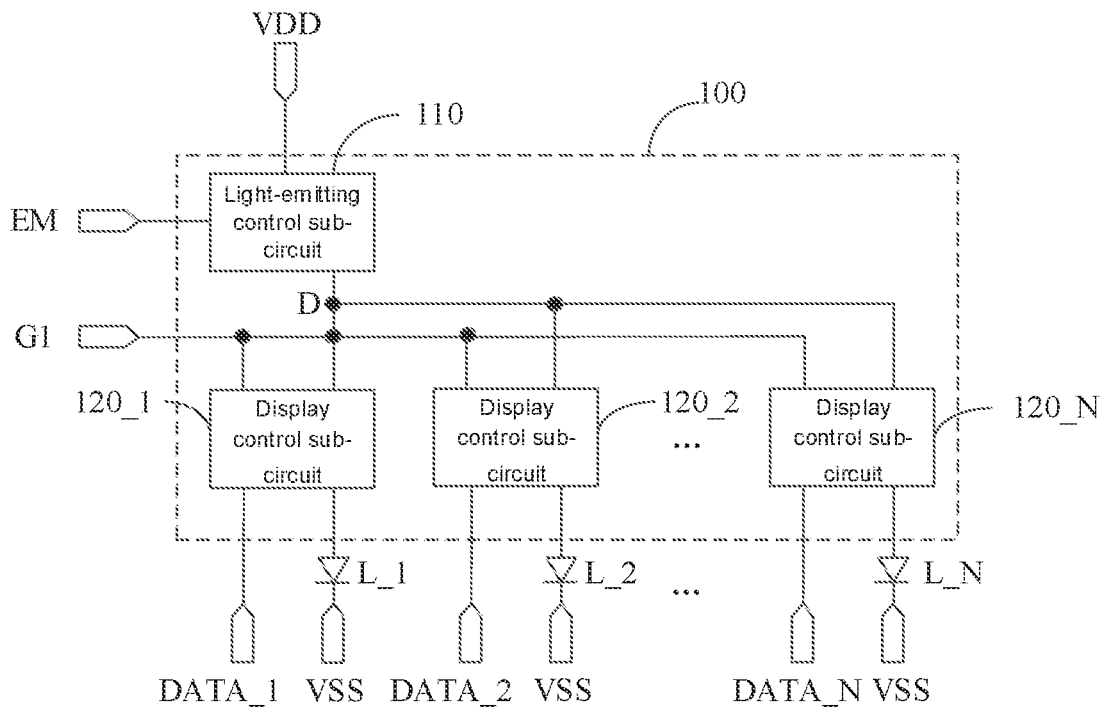 VDD
100
110
Light-emitting
control sub-
circuit
EM
D
G1
120_1
Display
control sub-
circuit
Display
control sub-
circuit
120_2
...
Display
control sub-
circuit
120_N
L_1
L_2
...
L_N
DATA_1
VSS
DATA_2
VSS
DATA_N
VSS